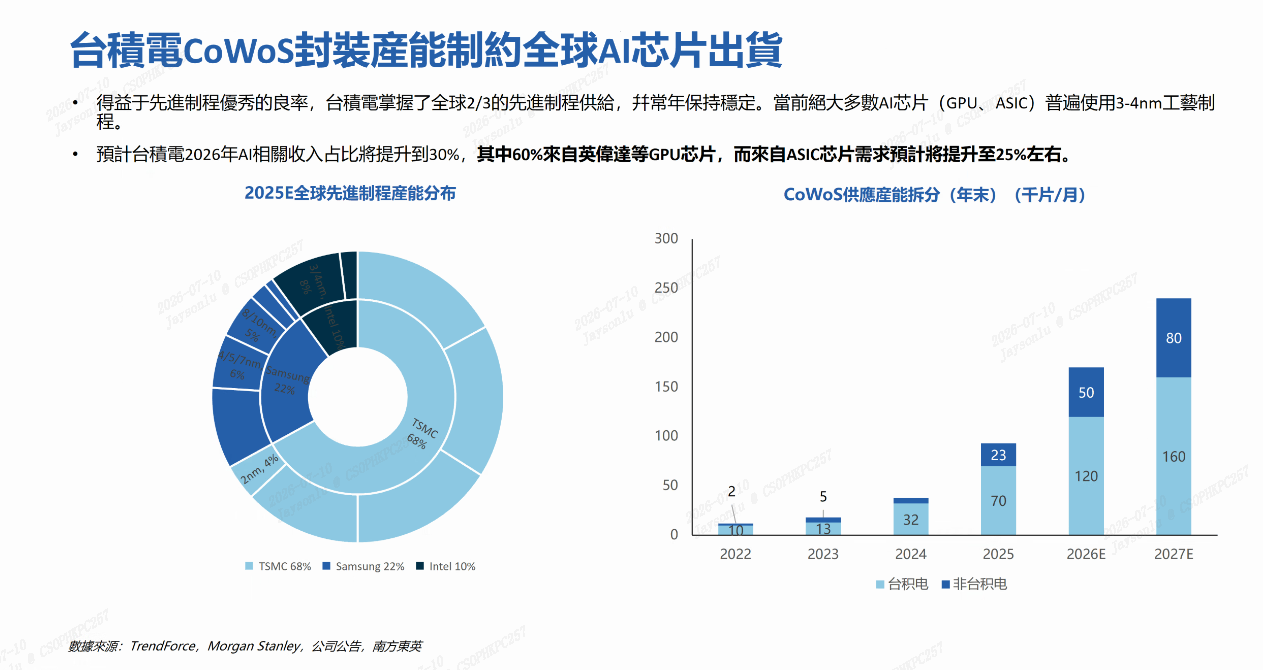 台積電CoWoS封裝産能制約全球AI芯片出貨
• 得益于先進制程優秀的良率，台積電掌握了全球2/3的先進制程供給，幷常年保持穩定。當前絕大多數AI芯片（GPU、ASIC）普遍使用3-4nm工藝制
程。
• 預計台積電2026年AI相關收入占比將提升到30%，其中60%來自英偉達等GPU芯片，而來自ASIC芯片需求預計將提升至25%左右。
2025E全球先進制程産能分布
3/4nm,
8%
Intel 10%
8/10nm,
5%
4/5/7nm,
6%
Samsung
22%
TSMC
68%
2nm, 4%
TSMC 68%
Samsung 22%
Intel 10%
CoWoS供應産能拆分（年末）（千片/月）
300
250
200
150
100
50
0
2
10
5
13
32
23
70
50
120
80
160
2022
2023
2024
2025
2026E
2027E
台积电
非台积电
數據來源：TrendForce，Morgan Stanley，公司公告，南方東英
2026-07-10
Jaysonlu @ CSOPHKPC257